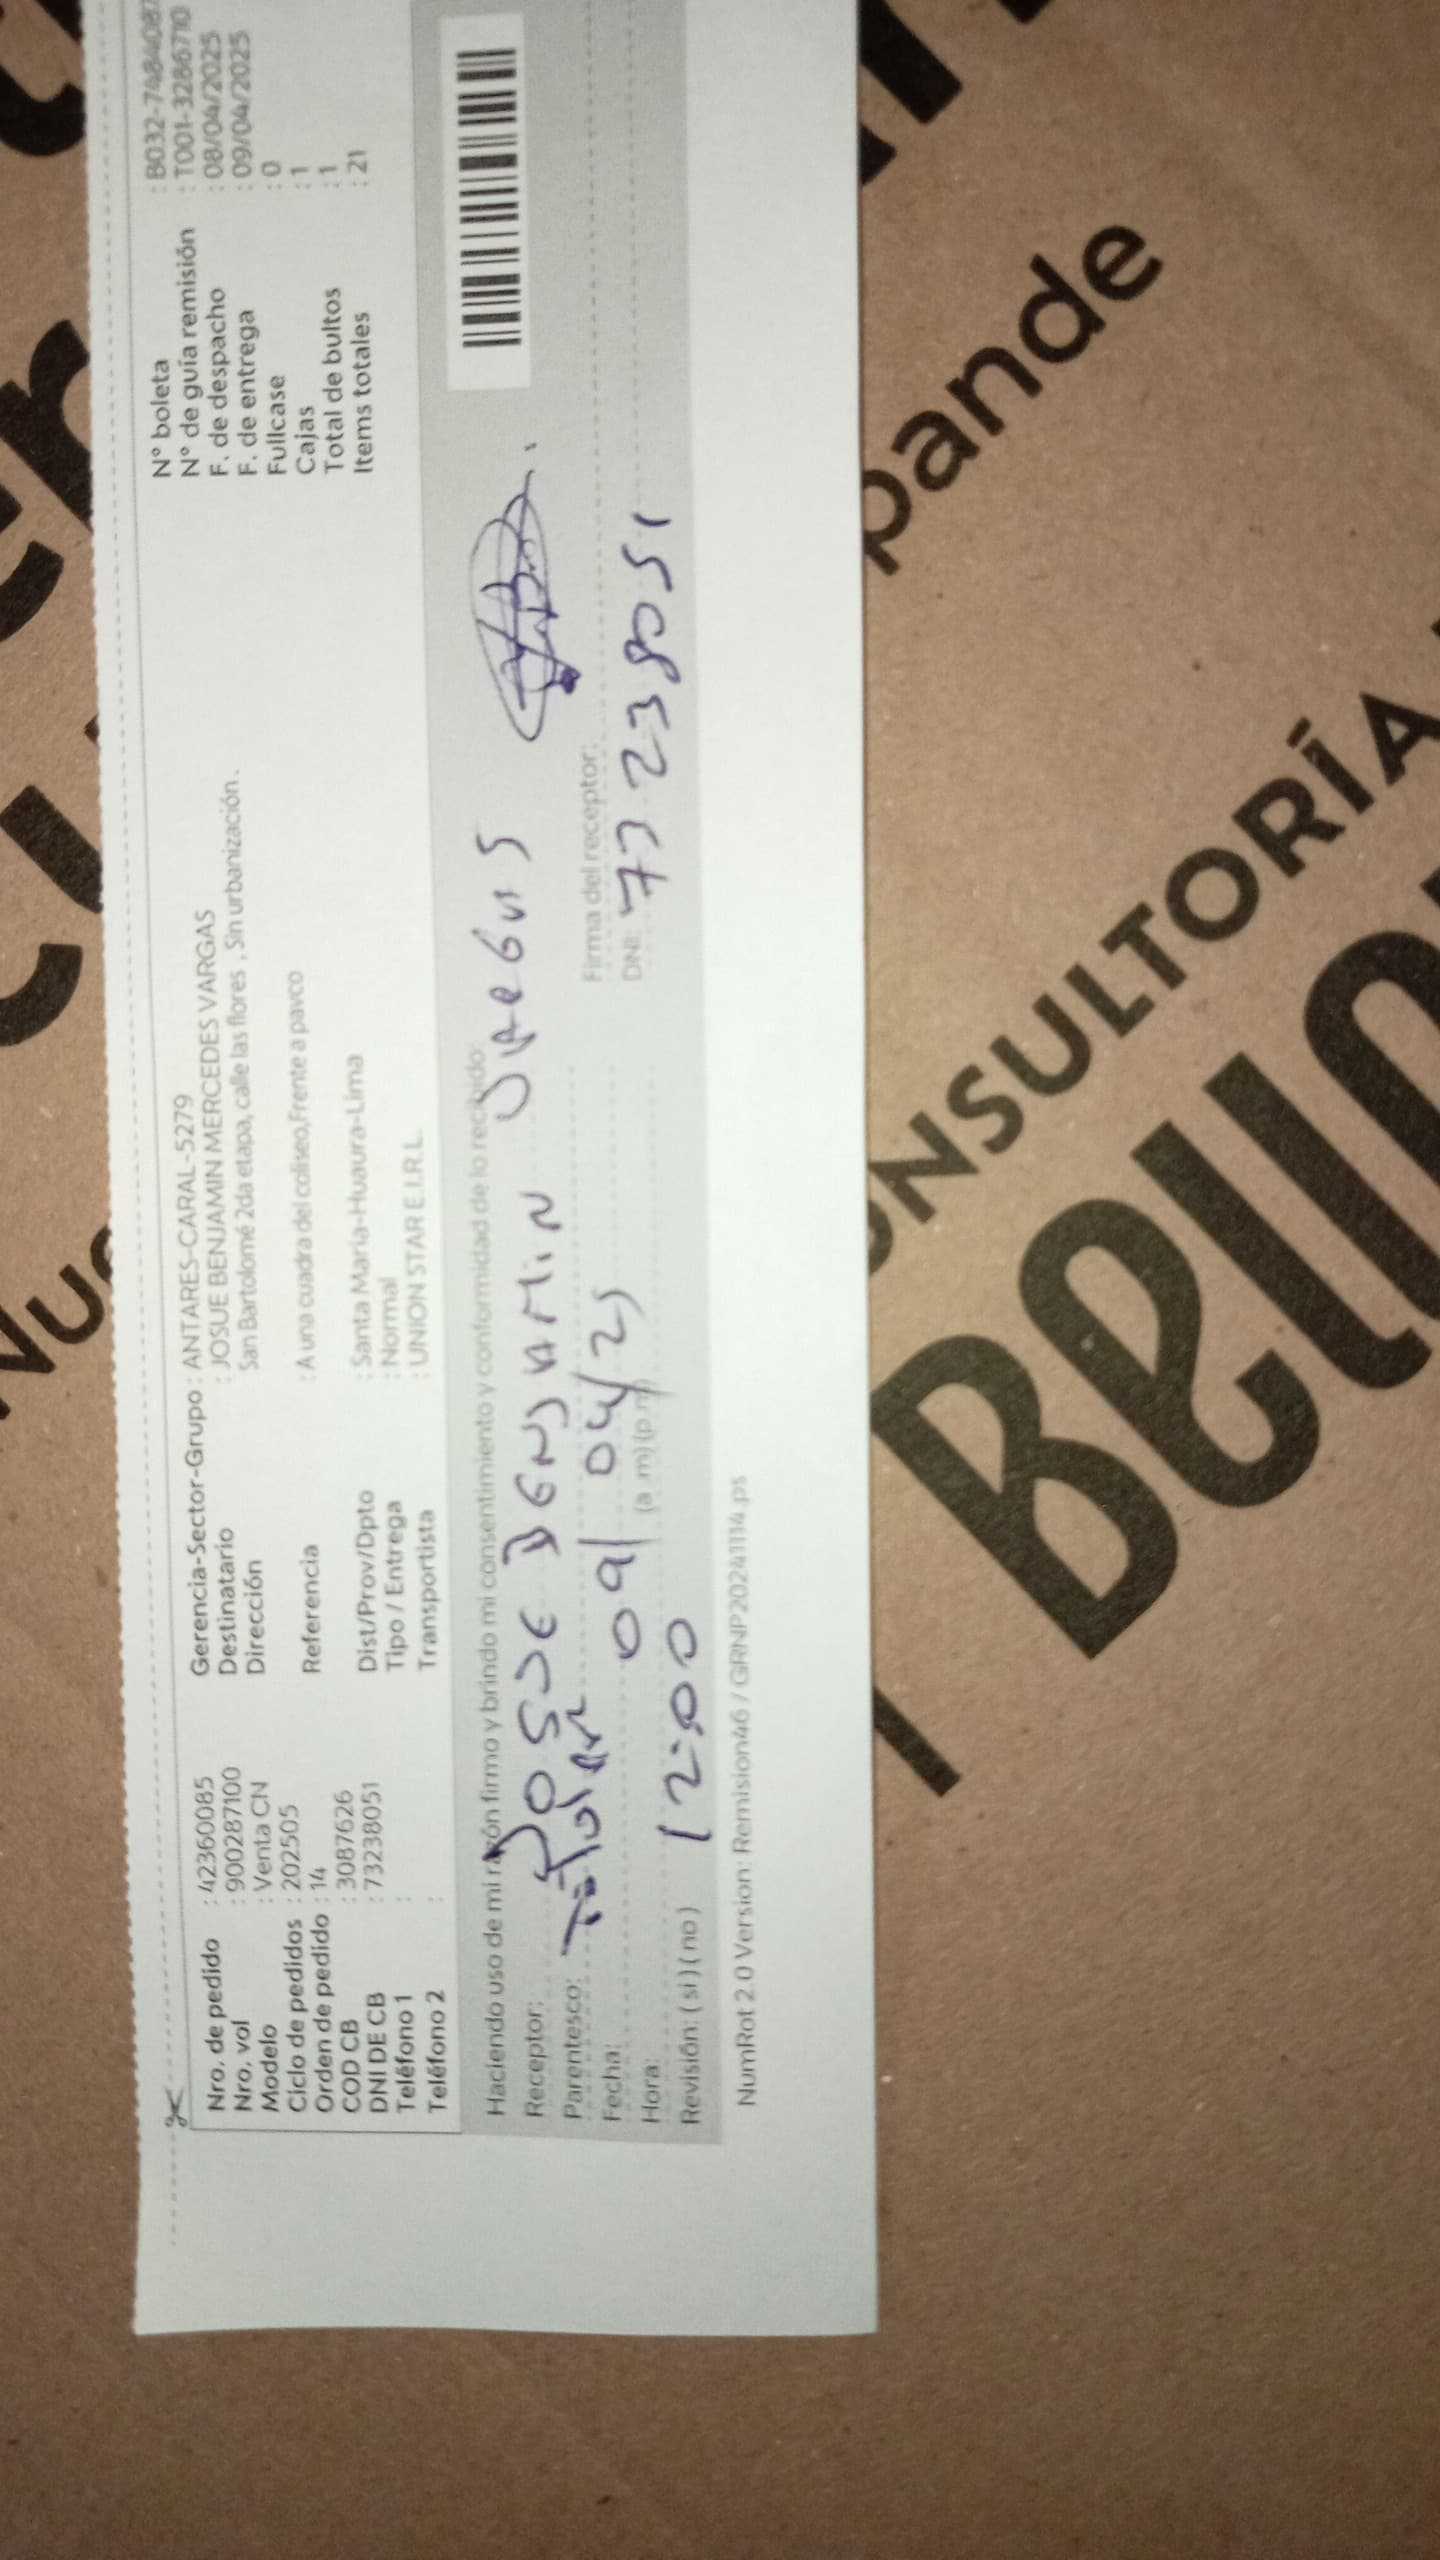 Nro. de pedido : 42360085
Nro. vol : 900287100
Modelo : Venta CN
Ciclo de pedidos : 202505
Orden de pedido : 14
COD CB : 3087626
DNI DE CB : 73238051
Teléfono 1 :
Teléfono 2 :
Gerencia-Sector-Grupo : ANTARES-CARAL-5279
Destinatario : JOSUE BENJAMIN MERCEDES VARGAS
Dirección : San Bartolomé 2da etapa, calle las flores , Sin urbanización.
Referencia : A una cuadra del coliseo,Frente a pavco
Dist/Prov/Dpto : Santa Maria-Huaura-Lima
Tipo / Entrega : Normal
Transportista : UNION STAR E.I.R.L.
N° boleta : B032-7484087
N° de guía remisión : T001-3286710
F. de despacho : 08/04/2025
F. de entrega : 09/04/2025
Fullcase : 0
Cajas : 1
Total de bultos : 1
Items totales : 21
Haciendo uso de mi razón firmo y brindo mi consentimiento y conformidad de lo recibido:
Receptor: JOSUE BENJAMIN VARGAS
Parentesco: Titular
Firma del receptor:
Fecha: 09/04/25
DNI: 73238051
Hora: 12:00 (a .m) (p.m)
Revisión: ( si ) ( no )
NumRot 2.0 Version: Remision46 / GRNP20241114.ps
pande
CONSULTORÍA
Bello